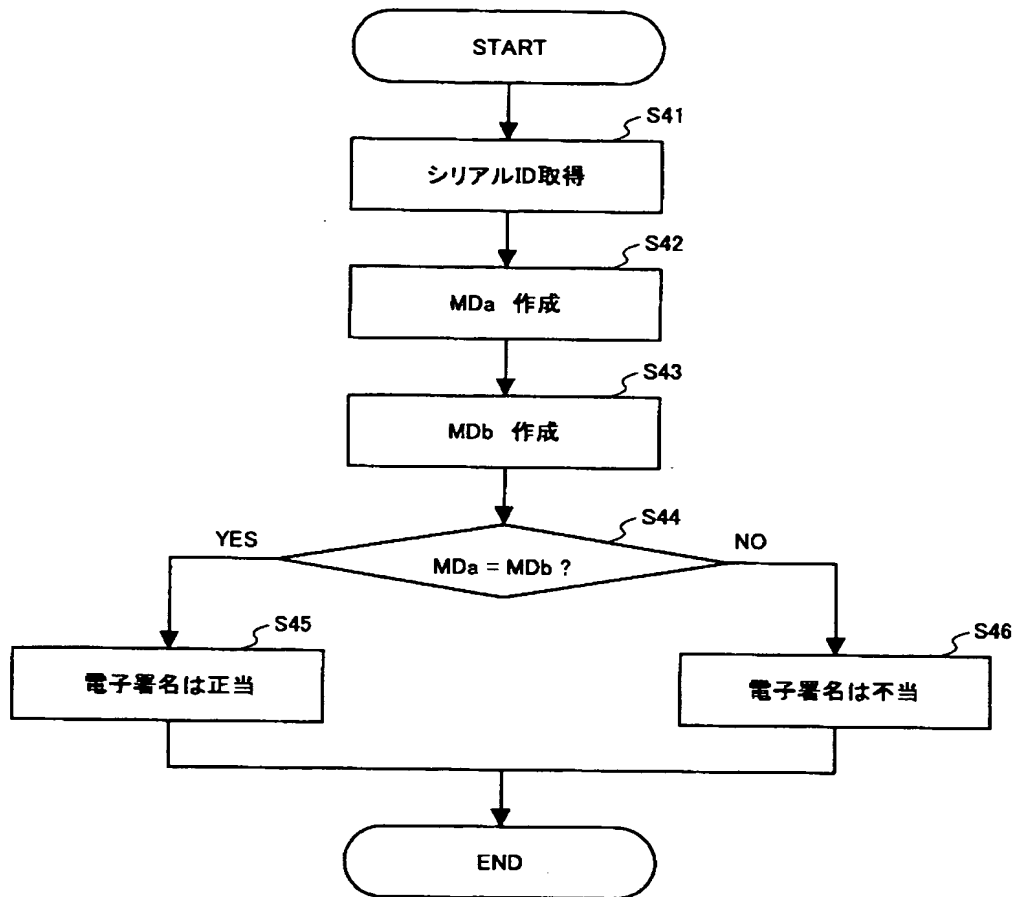 START
S41
シリアルID取得
S42
MDa 作成
S43
MDb 作成
S44
YES
MDa = MDb ?
NO
S45
電子署名は正当
S46
電子署名は不当
END